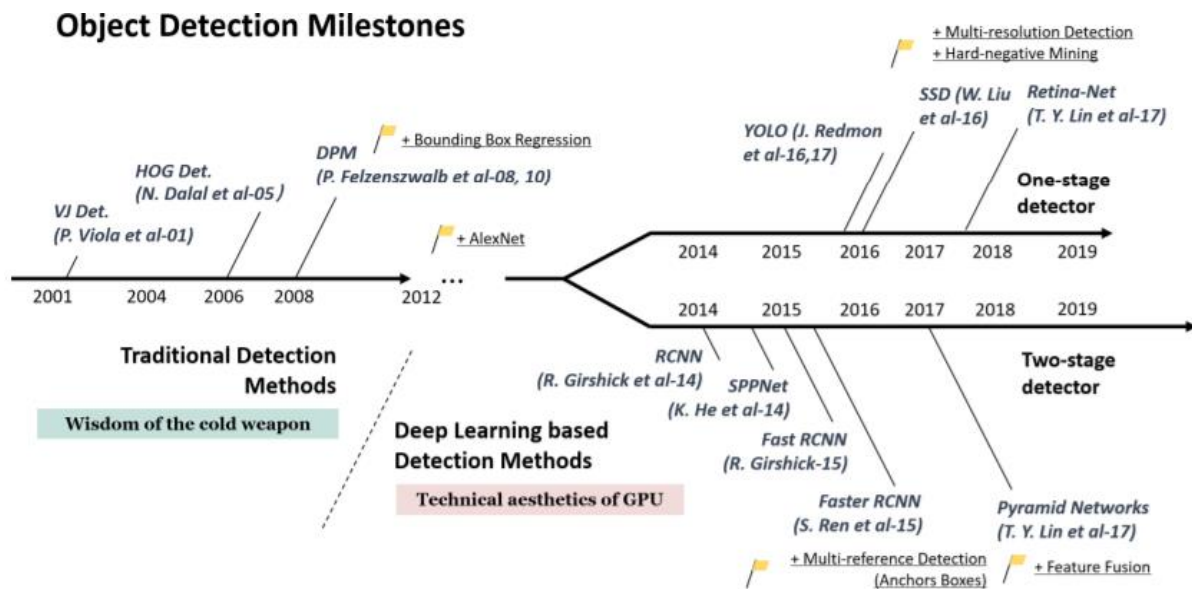 Object Detection Milestones
+ Multi-resolution Detection
+ Hard-negative Mining
SSD (W. Liu
et al-16)
Retina-Net
(T. Y. Lin et al-17)
YOLO (J. Redmon
et al-16,17)
+ Bounding Box Regression
DPM
(P. Felzenszwalb et al-08, 10)
HOG Det.
(N. Dalal et al-05)
VJ Det.
(P. Viola et al-01)
+ AlexNet
One-stage
detector
2014 2015 2016 2017 2018 2019
...
2001 2004 2006 2008 2012
2014 2015 2016 2017 2018 2019
Traditional Detection
Methods
Wisdom of the cold weapon
Two-stage
detector
RCNN
(R. Girshick et al-14)
SPPNet
(K. He et al-14)
Deep Learning based
Detection Methods
Technical aesthetics of GPU
Fast RCNN
(R. Girshick-15)
Faster RCNN
(S. Ren et al-15)
Pyramid Networks
(T. Y. Lin et al-17)
+ Multi-reference Detection
(Anchors Boxes)
+ Feature Fusion